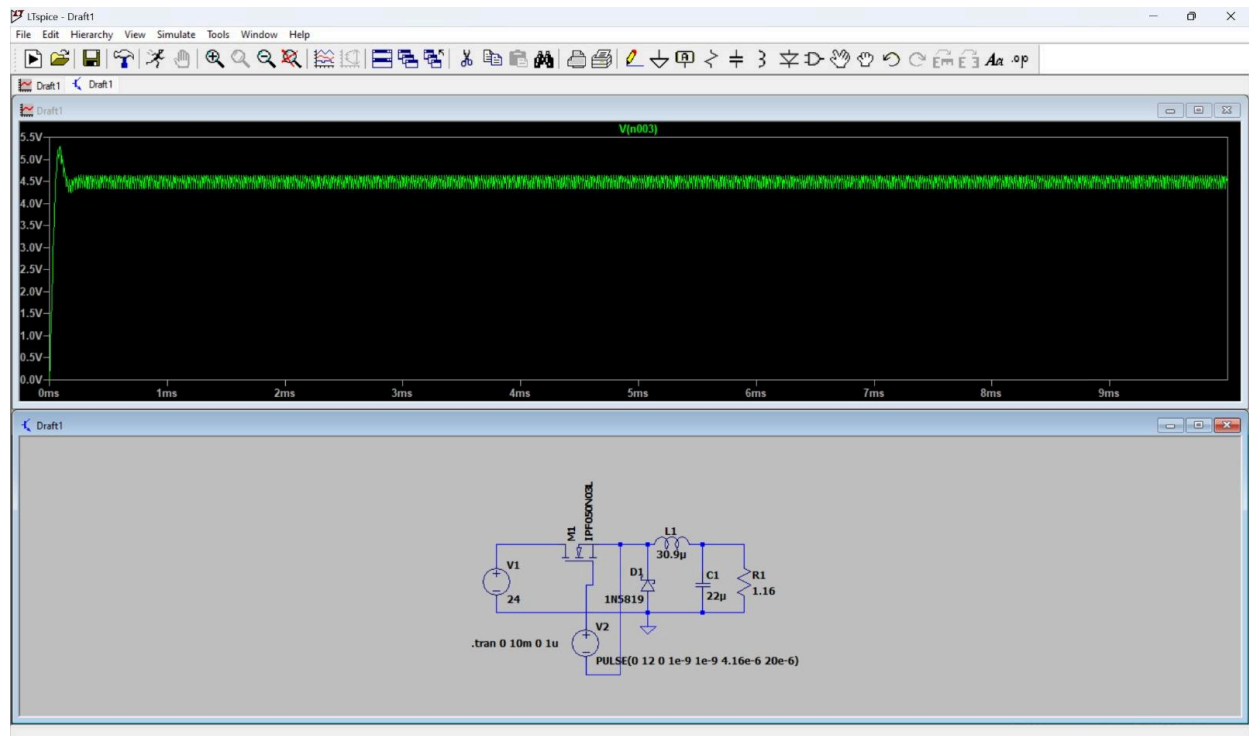 LTspice - Draft1
File Edit Hierarchy View Simulate Tools Window Help
Aa .op
Draft1 Draft1
Draft1
V(n003)
5.5V
5.0V
4.5V
4.0V
3.5V
3.0V
2.5V
2.0V
1.5V
1.0V
0.5V
0.0V
0ms 1ms 2ms 3ms 4ms 5ms 6ms 7ms 8ms 9ms
Draft1
M1
IPF050N03L
L1
30.9µ
V1
24
D1
1N5819
C1
22µ
R1
1.16
V2
.tran 0 10m 0 1u
PULSE(0 12 0 1e-9 1e-9 4.16e-6 20e-6)